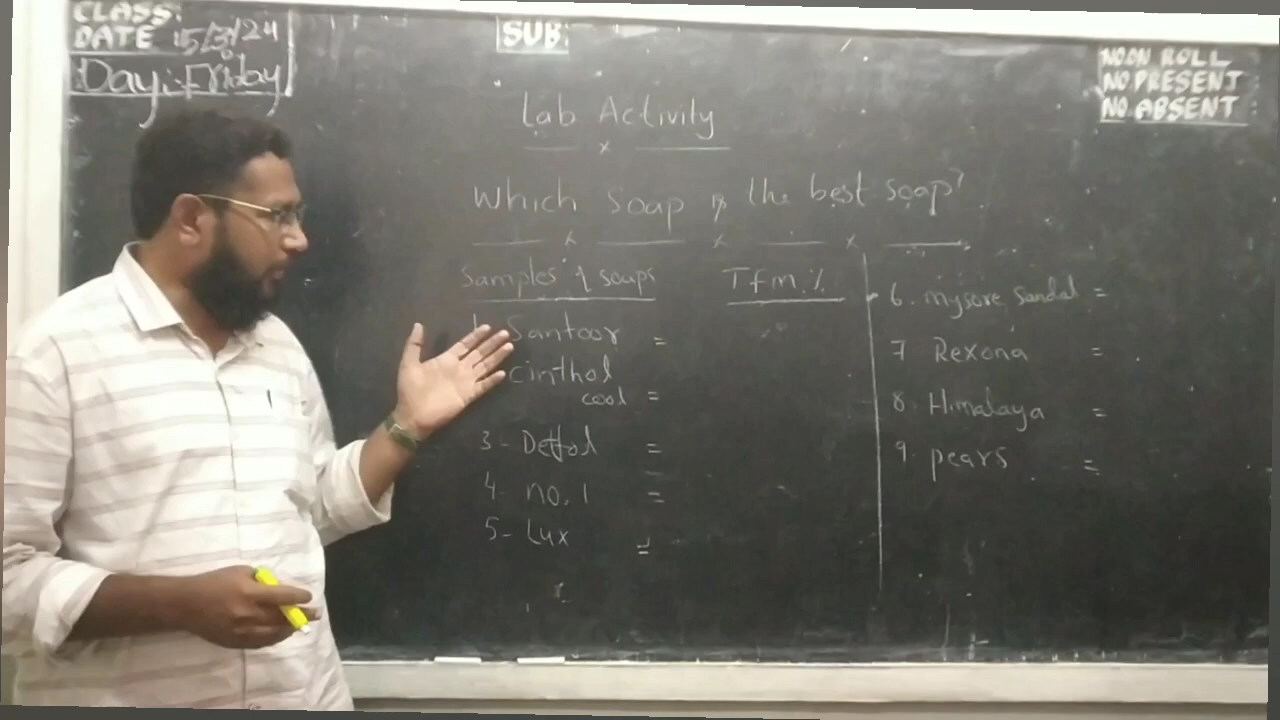 CLASS:
DATE 15/3/24
Day:-Friday
SUB:
NO.ON ROLL
NO.PRESENT
NO.ABSENT
Lab Activity
Which Soap is the best soap?
Samples of soaps TFM.%
Santoor =
cinthol
cool =
3- Dettol =
4. no.1 =
5- Lux =
6. mysore sandal =
7 Rexona =
8. Himalaya =
9. pears =